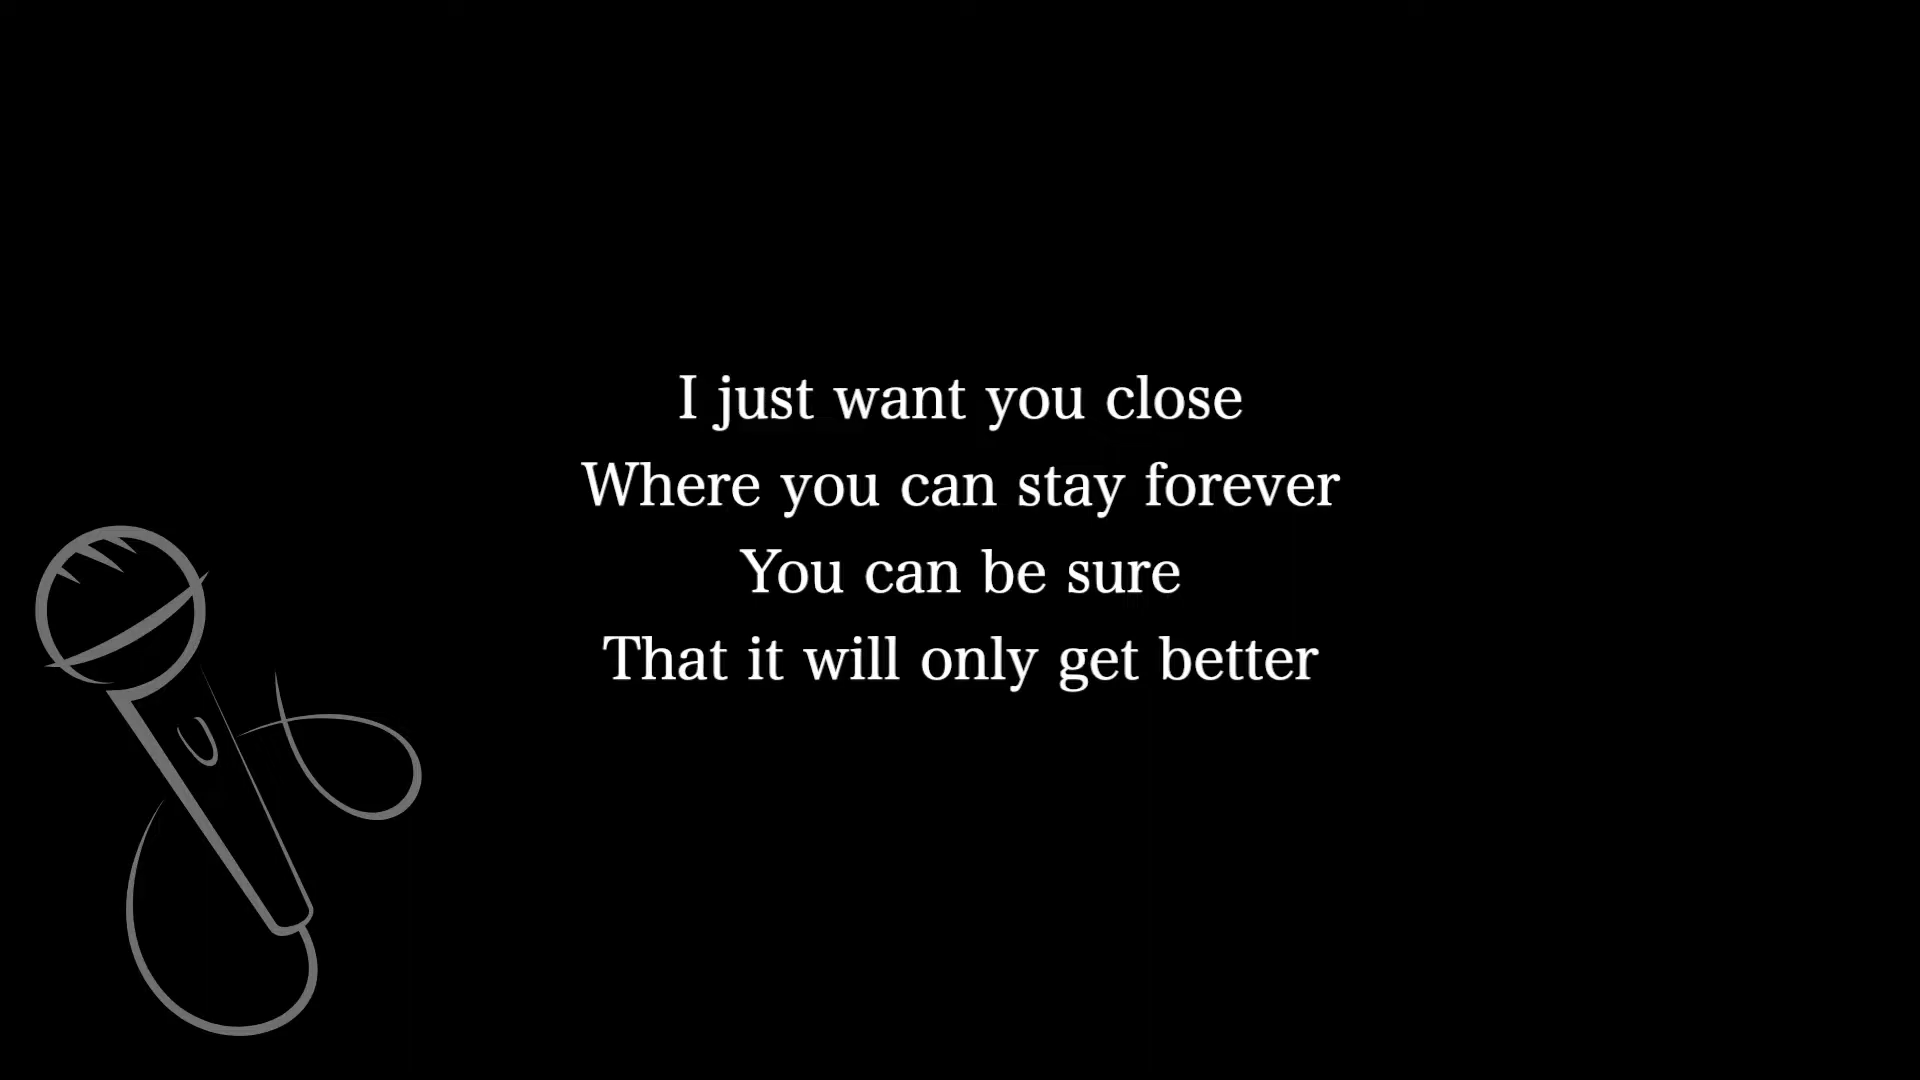 I just want you close
Where you can stay forever
You can be sure
That it will only get better